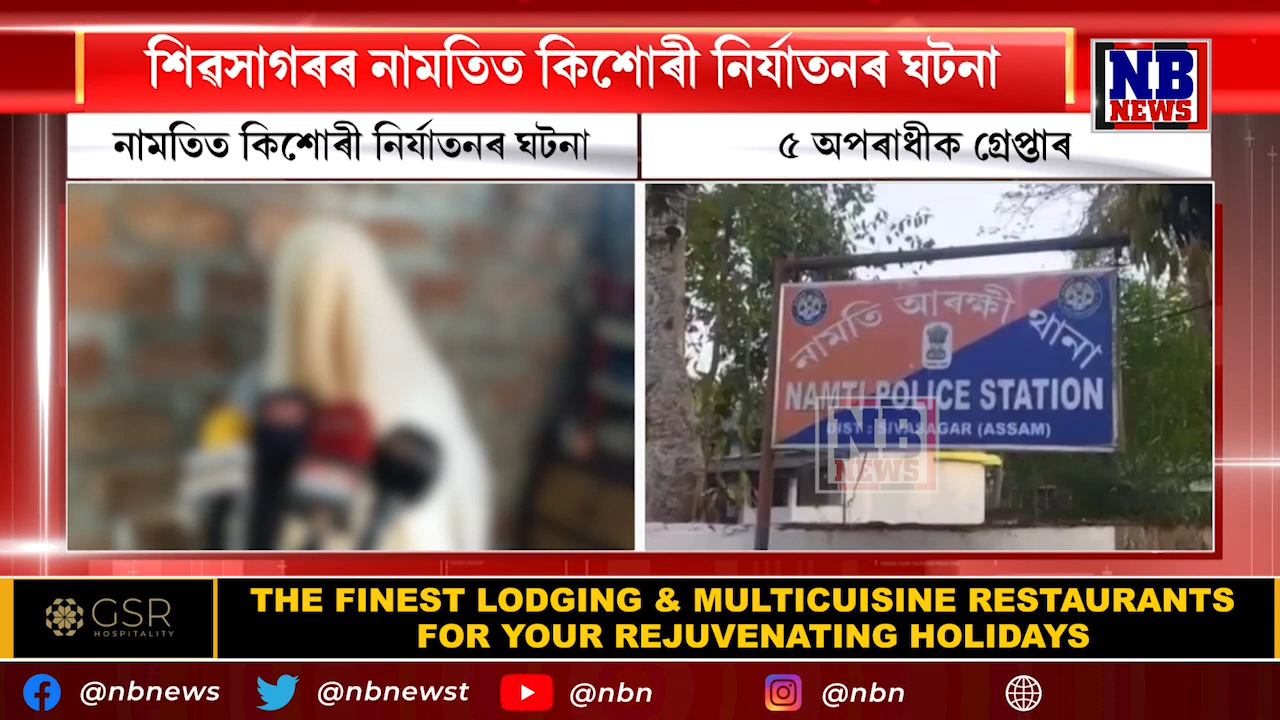 শিৱসাগৰৰ নামতিত কিশোৰী নিৰ্যাতনৰ ঘটনা
NB
NEWS
নামতিত কিশোৰী নিৰ্যাতনৰ ঘটনা
৫ অপৰাধীক গ্ৰেপ্তাৰ
নামতি আৰক্ষী থানা
NAMTI POLICE STATION
DIST : SIVASAGAR (ASSAM)
NB
NEWS
GSR
HOSPITALITY
THE FINEST LODGING & MULTICUISINE RESTAURANTS
FOR YOUR REJUVENATING HOLIDAYS
@nbnews
@nbnewst
@nbn
@nbn